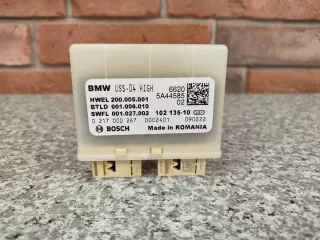 BMW USS-04 HIGH 6620
5A44585
HWEL 200.005.001 02
BTLD 001.006.010
SWFL 001.027.002 102 135-10
0 217 000 267 0002401 090222
BOSCH Made in ROMANIA